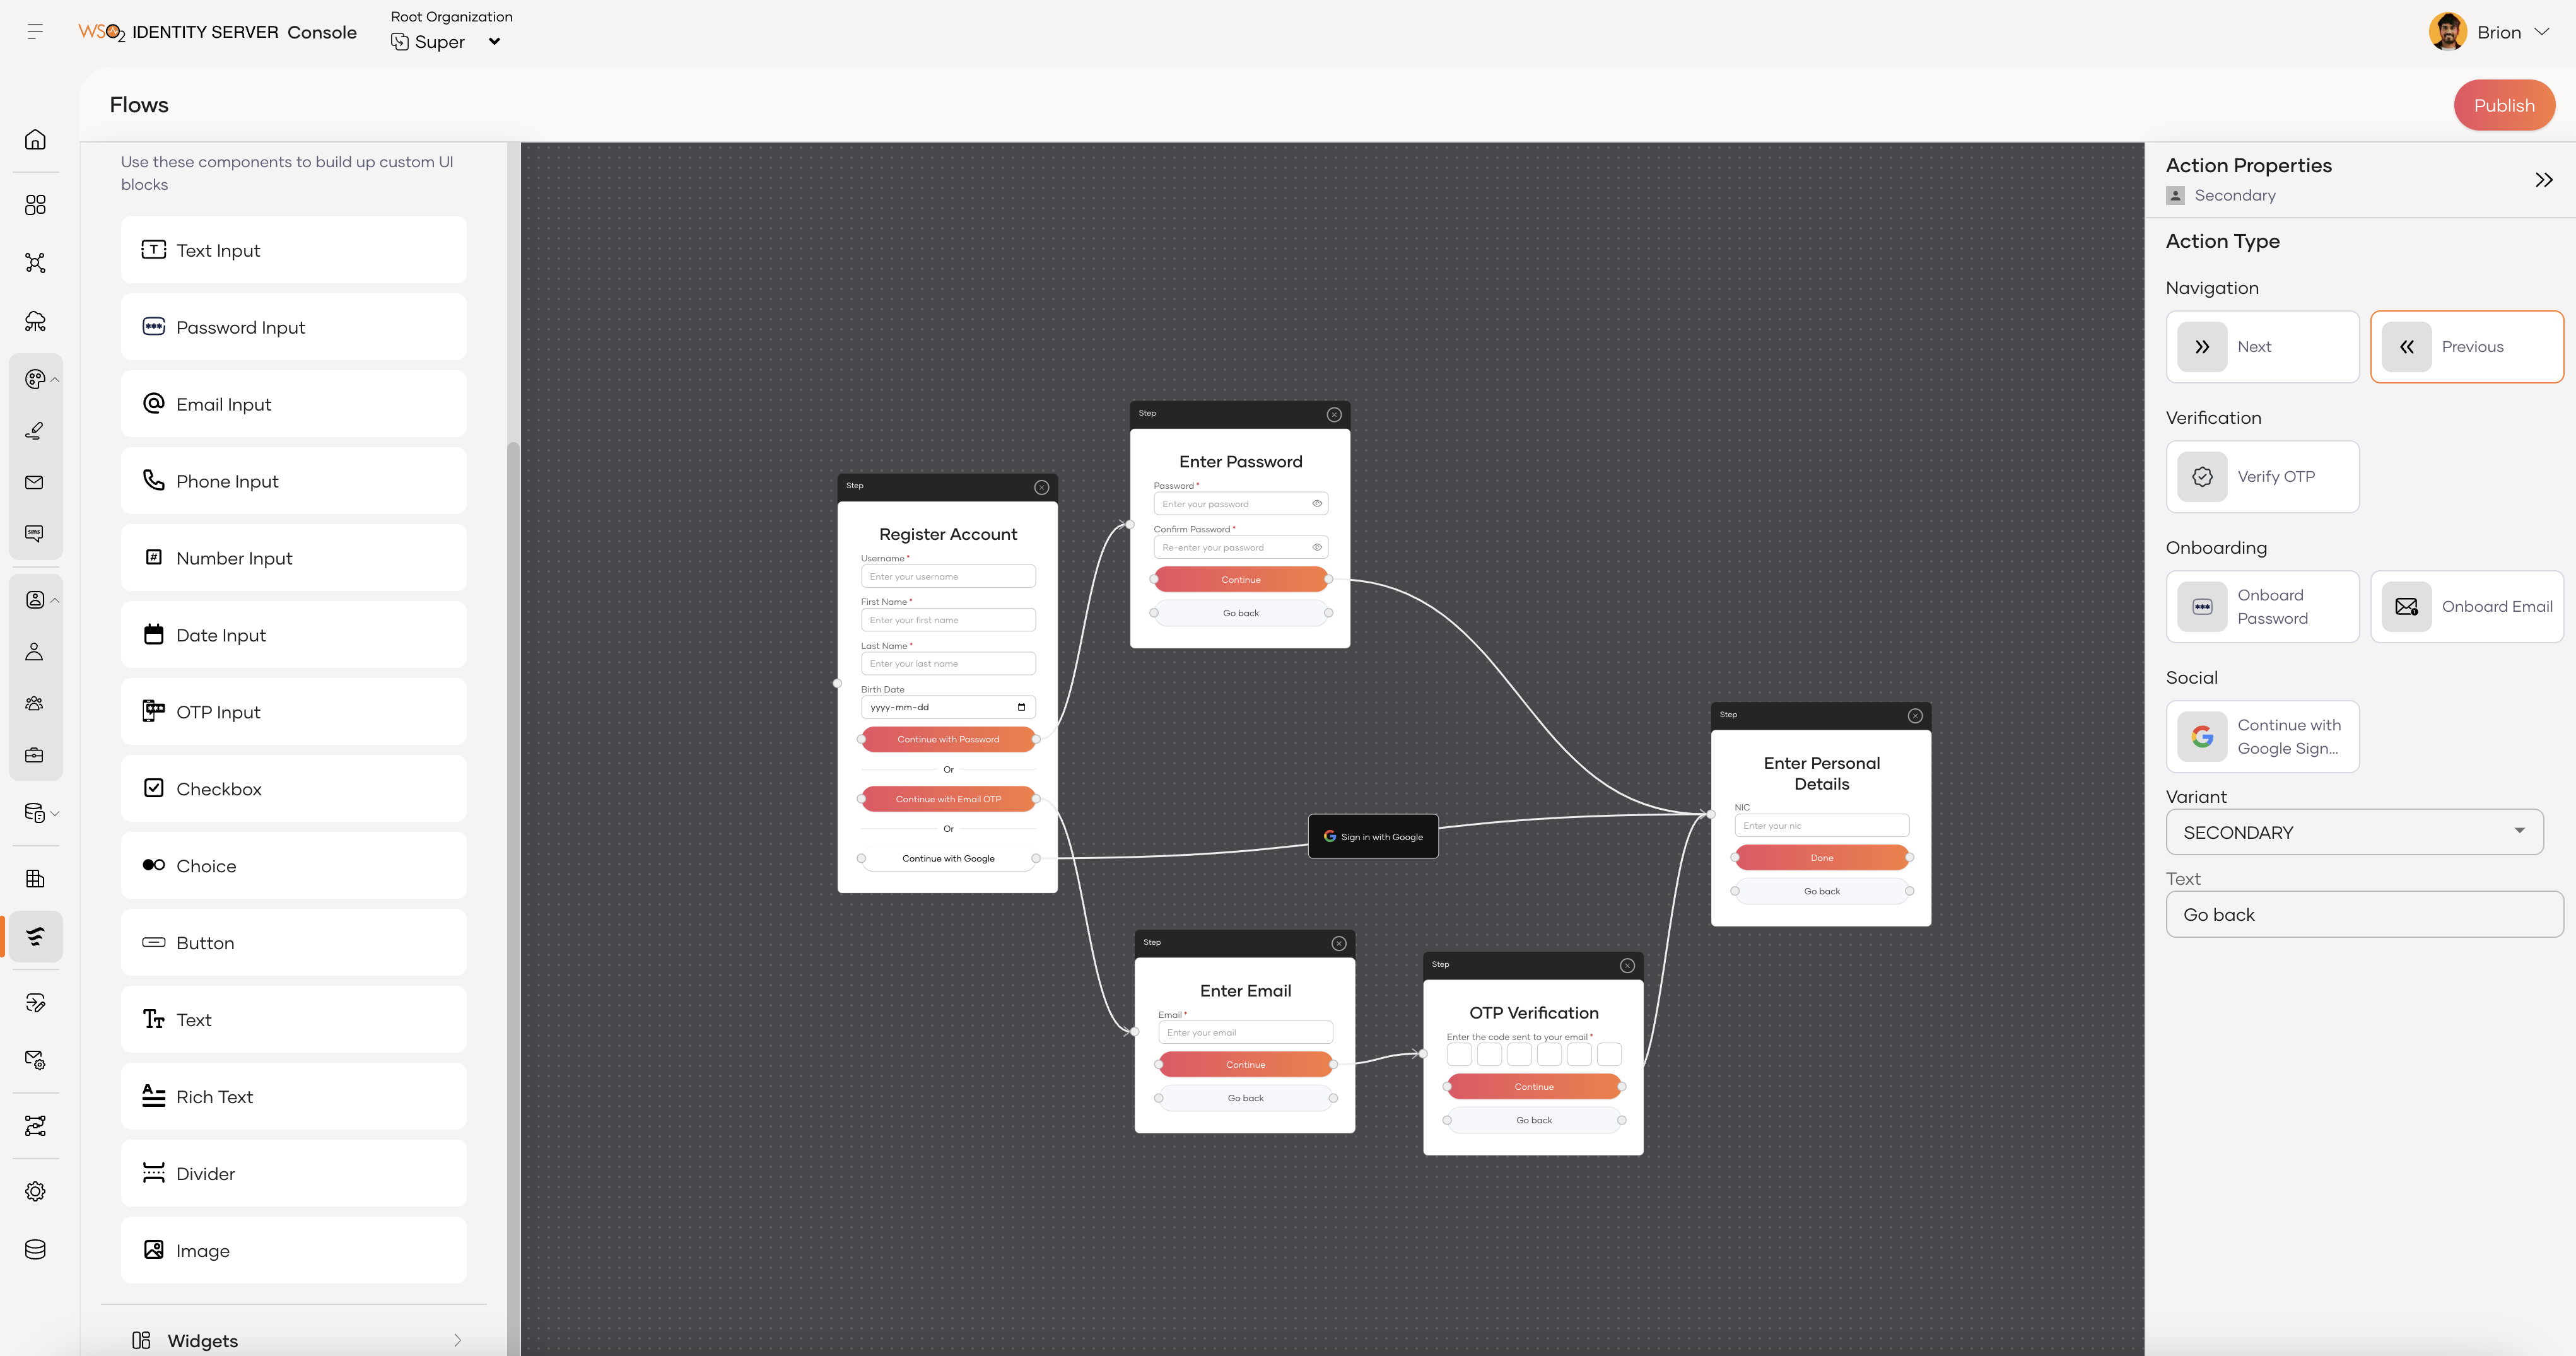 WSO2 IDENTITY SERVER Console
Root Organization
Super
Brion
Flows
Publish
Use these components to build up custom UI
blocks
Text Input
Password Input
Email Input
Phone Input
Number Input
Date Input
OTP Input
Checkbox
Choice
Button
Text
Rich Text
Divider
Image
Widgets
sms
Step
Register Account
Username *
Enter your username
First Name *
Enter your first name
Last Name *
Enter your last name
Birth Date
yyyy-mm-dd
Continue with Password
Or
Continue with Email OTP
Or
Continue with Google
Step
Enter Password
Password *
Enter your password
Confirm Password *
Re-enter your password
Continue
Go back
Sign in with Google
Step
Enter Email
Email *
Enter your email
Continue
Go back
Step
OTP Verification
Enter the code sent to your email *
Continue
Go back
Step
Enter Personal
Details
NIC
Enter your nic
Done
Go back
Action Properties
Secondary
Action Type
Navigation
Next
Previous
Verification
Verify OTP
Onboarding
Onboard
Password
Onboard Email
Social
Continue with
Google Sign...
Variant
SECONDARY
Text
Go back